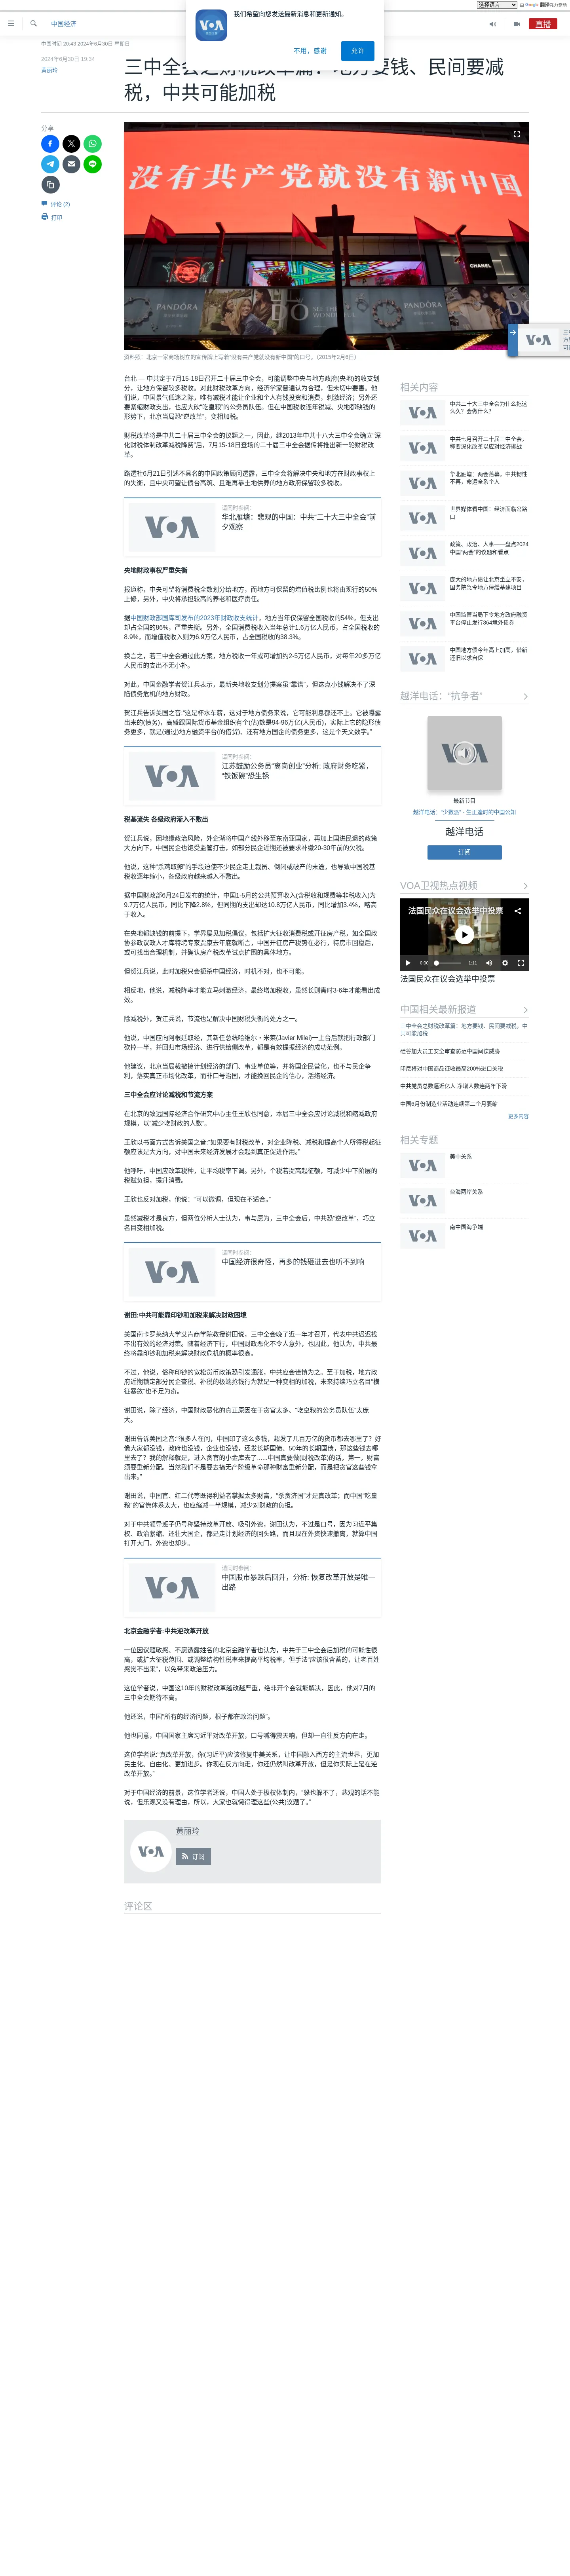 选择语言
由 Google 翻译强力驱动
我们希望向您发送最新消息和更新通知。
不用，感谢
允许
中国经济
直播
中国时间 20:43 2024年6月30日 星期日
2024年6月30日 19:34
黄丽玲
三中全会之财税改革篇：地方要钱、民间要减
税，中共可能加税
分享
评论 (2)
打印
没有共产党就没有新中国
PANDORA
CHANEL
PANDORA
资料照：北京一家商场树立的宣传牌上写着“没有共产党就没有新中国”的口号。(2015年2月6日)
台北 — 中共定于7月15-18日召开二十届三中全会，可能调整中央与地方政府(央地)的收支划
分，让地方保留较多税收。对此财税改革方向，经济学家普遍认为合理，但未切中要害。他
们说，中国景气低迷之际，唯有减税才能让企业和个人有钱投资和消费，刺激经济；另外还
要紧缩财政支出，也应大砍“吃皇粮”的公务员队伍。但在中国税收连年锐减、央地都缺钱的
形势下，北京当局恐“逆改革”，变相加税。
财税改革将是中共二十届三中全会的议题之一，因此，继2013年中共十八大三中全会确立“深
化财税体制改革减税降费”后，7月15-18日登场的二十届三中全会据传将推出新一轮财税改
革。
路透社6月21日引述不具名的中国政策顾问透露，三中全会将解决中央和地方在财政事权上
的失衡，且中央可望让债台高筑、且难再靠土地供养的地方政府保留较多税收。
VOA
请同时参阅：
华北雁塘：悲观的中国：中共“二十大三中全会”前
夕观察
央地财政事权严重失衡
报道称，中央可望将消费税全数划分给地方，而地方可保留的增值税比例也将由现行的50%
上修，另外，中央将承担较高的养老和医疗责任。
据中国财政部国库司发布的2023年财政收支统计，地方当年仅保留全国税收的54%，但支出
却占全国的86%，严重失衡。另外，全国消费税收入当年总计1.6万亿人民币，占全国税收的
8.9%，而增值税收入则为6.9万亿人民币，占全国税收的38.3%。
换言之，若三中全会通过此方案，地方税收一年或可增加约2-5万亿人民币，对每年20多万亿
人民币的支出不无小补。
对此，中国金融学者贺江兵表示，最新央地收支划分提案虽“靠谱”，但这点小钱解决不了深
陷债务危机的地方财政。
贺江兵告诉美国之音:“这是杯水车薪，这对于地方债务来说，它可能利息都还不上。它被曝露
出来的(债务)，高盛跟国际货币基金组织有个(估)数是94-96万亿(人民币)，实际上它的隐形债
务更多，就是(通过)地方融资平台的(借贷)，还有地方国企的债务更多，这是个天文数字。”
VOA
请同时参阅：
江苏鼓励公务员“离岗创业”分析: 政府财务吃紧，
“铁饭碗”恐生锈
税基流失 各级政府渐入不敷出
贺江兵说，因地缘政治风险，外企渐将中国产线外移至东南亚国家，再加上国进民退的政策
大方向下，中国民企也饱受监管打击，如部分民企近期还被要求补缴20-30年前的欠税。
他说，这种“杀鸡取卵”的手段迫使不少民企走上裁员、倒闭或破产的末途，也导致中国税基
税收逐年缩小，各级政府越来越入不敷出。
据中国财政部6月24日发布的统计，中国1-5月的公共预算收入(含税收和规费等非税收入)为
9.7万亿人民币，同比下降2.8%，但同期的支出却达10.8万亿人民币，同比增加3.4%，略高
于收入。
在央地都缺钱的前提下，学界屡见加税倡议，包括扩大征收消费税或开征房产税，如全国政
协参政议政人才库特聘专家贾康去年底就断言，中国开征房产税势在必行，待房市回稳后，
或可找出合理机制，并确认房产税改革试点扩围的具体地方。
但贺江兵说，此时加税只会扼杀中国经济，时机不对，也不可能。
相反地，他说，减税降率才能立马刺激经济，最终增加税收，虽然长则需时3-6年才能看出成
效。
除减税外，贺江兵说，节流也是解决中国财税失衡的处方之一。
他说，中国应向阿根廷取经，其新任总统哈维尔・米莱(Javier Milei)一上台后就把行政部门
砍掉一半，并回归市场经济、进行供给侧改革，都是有效提振经济的成功范例。
他建议，北京当局裁撤搞计划经济的部门、事业单位等，并将国企民营化，也不与民企争
利，落实真正市场化改革，而非口号治国，才能挽回民企的信心，活络经济。
三中全会应讨论减税和节流方案
在北京的致远国际经济合作研究中心主任王欣也同意，本届三中全会应讨论减税和缩减政府
规模，以“减少吃财政的人数”。
王欣以书面方式告诉美国之音:“如果要有财税改革，对企业降税、减税和提高个人所得税起征
额应该是大方向，对中国未经济发展才会起到真正促进作用。”
他呼吁，中国应改革税种，让平均税率下调。另外，个税若提高起征额，可减少中下阶层的
税赋负担，提升消费。
王欣也反对加税，他说：“可以微调，但现在不适合。”
虽然减税才是良方，但两位分析人士认为，事与愿为，三中全会后，中共恐“逆改革”，巧立
名目变相加税。
VOA
请同时参阅：
中国经济很奇怪，再多的钱砸进去也听不到响
谢田:中共可能靠印钞和加税来解决财政困境
美国南卡罗莱纳大学艾肯商学院教授谢田说，三中全会晚了近一年才召开，代表中共迟迟找
不出有效的经济对策。随着经济下行，中国财政恶化不令人意外，也因此，他认为，中共最
终将靠印钞和加税来解决财政危机的概率很高。
不过，他说，俗称印钞的宽松货币政策恐引发通胀，中共应会谨慎为之。至于加税，地方政
府近期锁定部分民企查税、补税的极端抢钱行为就是一种变相的加税，未来持续巧立名目“横
征暴敛”也不足为奇。
谢田说，除了经济，中国财政恶化的真正原因在于贪官太多、“吃皇粮的公务员队伍”太庞
大。
谢田告诉美国之音:“很多人在问，中国印了这么多钱，超发了几百万亿的货币都去哪里了？好
像大家都没钱，政府也没钱，企业也没钱，还发长期国债、50年的长期国债，那这些钱去哪
里去了？我的解释就是，进入贪官的小金库去了......中国真要做(财税改革)的话，第一，财富
须要重新分配。当然我们不是要去搞无产阶级革命那种财富重新分配，而是把贪官这些钱拿
出来。”
谢田说，中国官、红二代等既得利益者掌握太多财富，“杀贪济国”才是真改革；而中国“吃皇
粮”的官僚体系太大，也应缩减一半规模，减少对财政的负担。
对于中共领导班子仍号称坚持改革开放、吸引外资，谢田认为，不过是口号，因为习近平集
权、政治紧缩、还壮大国企，都是走计划经济的回头路，而且现在外资快速撤离，就算中国
打开大门，外资也却步。
VOA
请同时参阅：
中国股市暴跌后回升，分析: 恢复改革开放是唯一
出路
北京金融学者:中共逆改革开放
一位因议题敏感、不愿透露姓名的北京金融学者也认为，中共于三中全会后加税的可能性很
高，或扩大征税范围、或调整结构性税率来提高平均税率，但手法“应该很含蓄的，让老百姓
感觉不出来”，以免带来政治压力。
这位学者说，中国这10年的财税改革越改越严重，绝非开个会就能解决，因此，他对7月的
三中全会期待不高。
他还说，中国“所有的经济问题，根子都在政治问题”。
他也同意，中国国家主席习近平对改革开放，口号喊得震天响，但却一直往反方向在走。
这位学者说:“真改革开放，你(习近平)应该修复中美关系，让中国融入西方的主流世界，更加
民主化、自由化、更加进步。你现在反方向走，你还仍然叫改革开放，但是你实际上是在逆
改革开放。”
对于中国经济的前景，这位学者还说，中国人处于极权体制内，“躲也躲不了，悲观的话不能
说，但乐观又没有理由，所以，大家也就懒得理这些(公共)议题了。”
VOA
黄丽玲
订阅
评论区
相关内容
中共二十大三中全会为什么拖这
么久？会做什么？
中共七月召开二十届三中全会，
称要深化改革以应对经济挑战
华北雁塘：两会落幕，中共韧性
不再，命运全系个人
世界媒体看中国：经济面临岔路
口
政策、政治、人事——盘点2024
中国“两会”的议题和看点
庞大的地方债让北京坐立不安，
国务院急令地方停缓基建项目
中国监管当局下令地方政府融资
平台停止发行364境外债券
中国地方债今年高上加高，借新
还旧以求自保
越洋电话：“抗争者”
最新节目
越洋电话：“少数派” - 生正逢时的中国公知
越洋电话
订阅
VOA卫视热点视频
法国民众在议会选举中投票
0:00
1:11
法国民众在议会选举中投票
中国相关最新报道
三中全会之财税改革篇：地方要钱、民间要减税，中
共可能加税
硅谷加大员工安全审查防范中国间谍威胁
印尼将对中国商品征收最高200%进口关税
中共党员总数逼近亿人 净增人数连两年下滑
中国6月份制造业活动连续第二个月萎缩
更多内容
相关专题
美中关系
台海两岸关系
南中国海争端